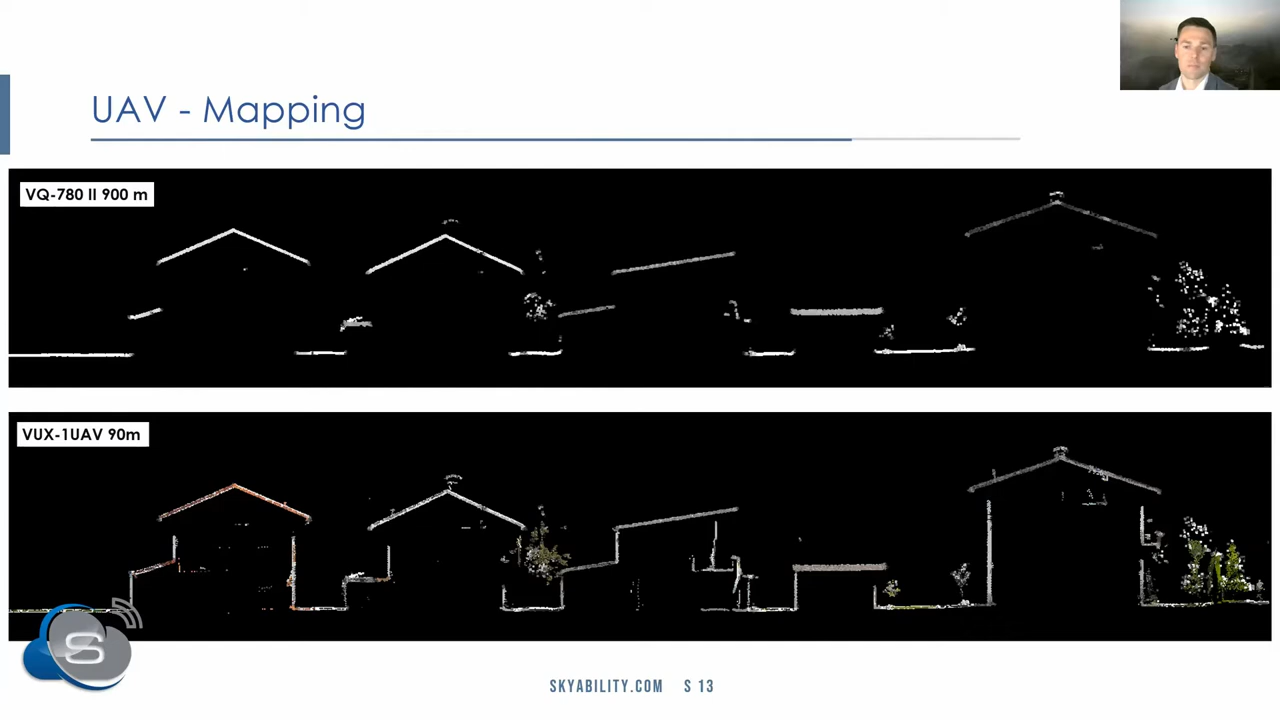 UAV - Mapping
VQ-780 II 900 m
VUX-1UAV 90m
S
SKYABILITY.COM S 13